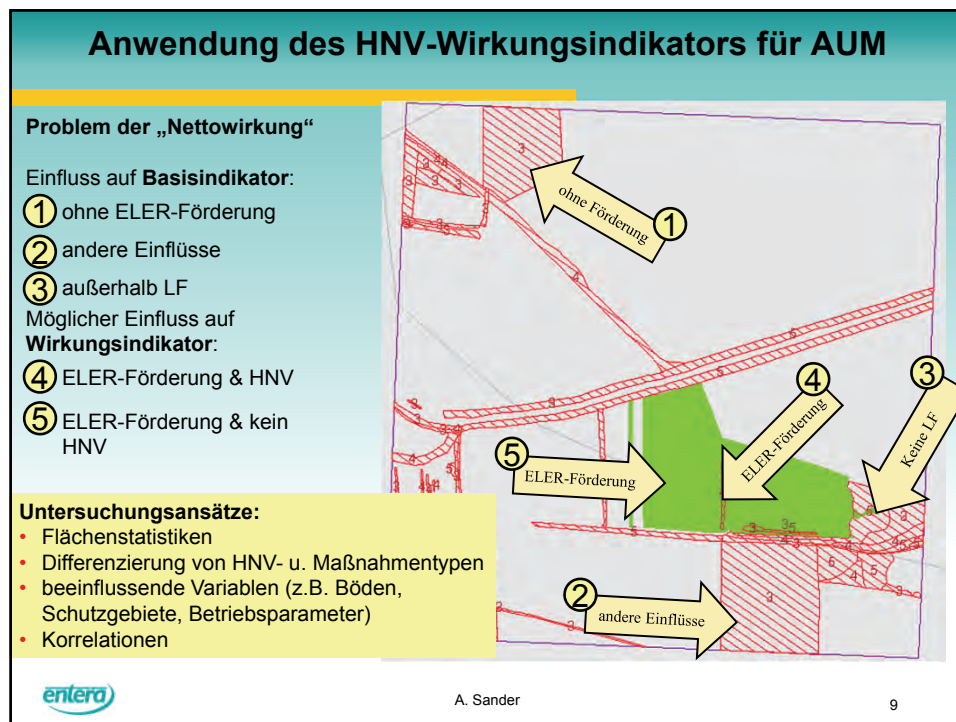 Anwendung des HNV-Wirkungsindikators für AUM
Problem der „Nettowirkung“
Einfluss auf Basisindikator:
1 ohne ELER-Förderung
2 andere Einflüsse
3 außerhalb LF
Möglicher Einfluss auf
Wirkungsindikator:
4 ELER-Förderung & HNV
5 ELER-Förderung & kein
HNV
Untersuchungsansätze:
• Flächenstatistiken
• Differenzierung von HNV- u. Maßnahmentypen
• beeinflussende Variablen (z.B. Böden,
Schutzgebiete, Betriebsparameter)
• Korrelationen
ohne Förderung
1
4
ELER-Förderung
3
Keine LF
5
ELER-Förderung
2
andere Einflüsse
entera
A. Sander
9